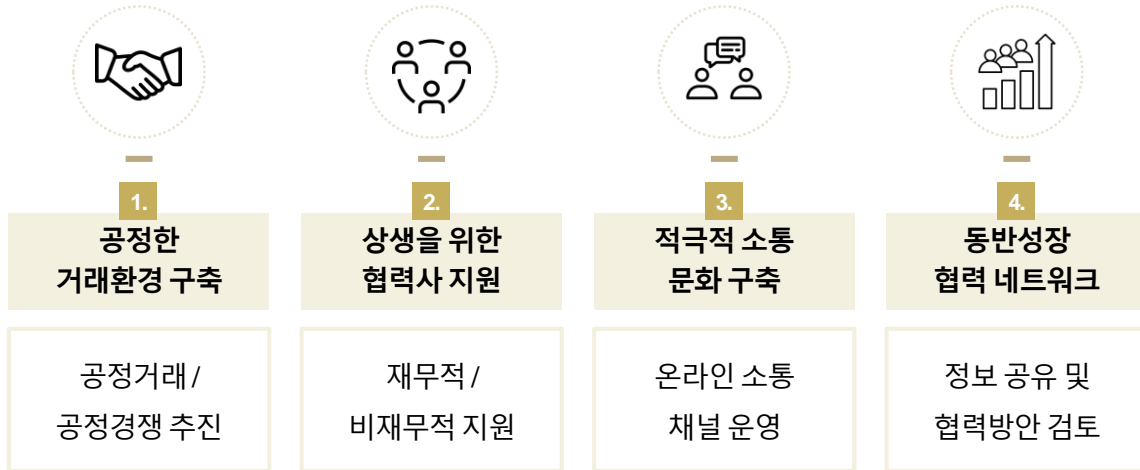 1.
공정한
거래환경 구축
공정거래 /
공정경쟁 추진
2.
상생을 위한
협력사 지원
재무적 /
비재무적 지원
3.
적극적 소통
문화 구축
온라인 소통
채널 운영
4.
동반성장
협력 네트워크
정보 공유 및
협력방안 검토